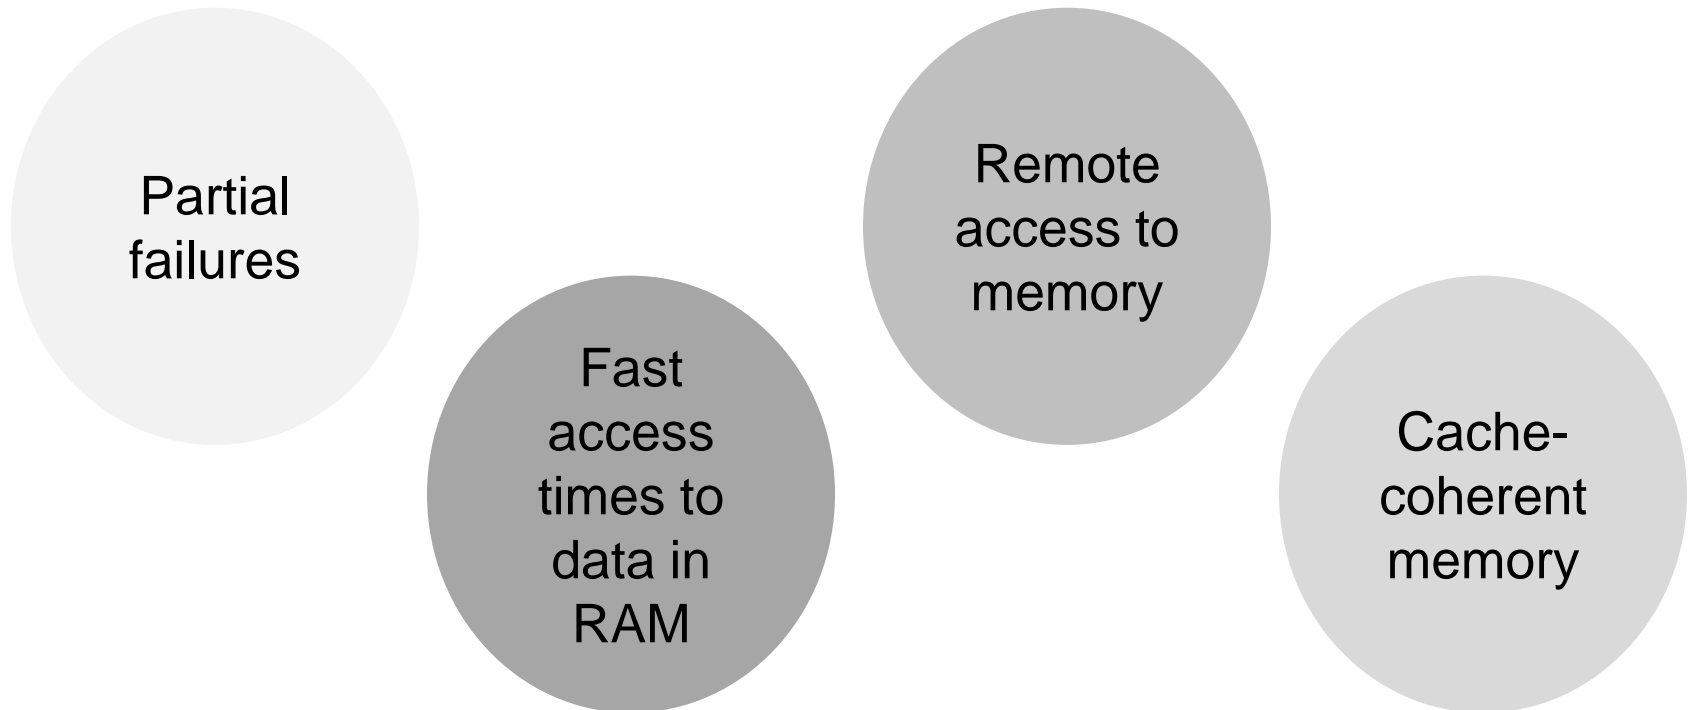 Partial
failures
Fast
access
times to
data in
RAM
Remote
access to
memory
Cache-
coherent
memory